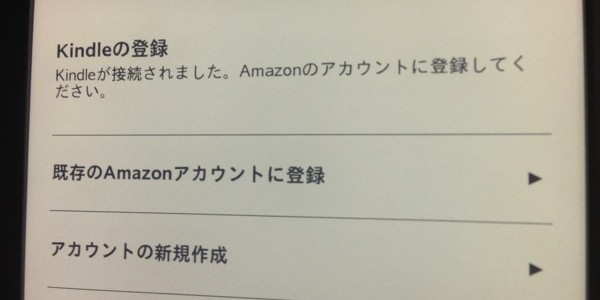 Kindleの登録
Kindleが接続されました。Amazonのアカウントに登録してく
ださい。
既存のAmazonアカウントに登録
アカウントの新規作成